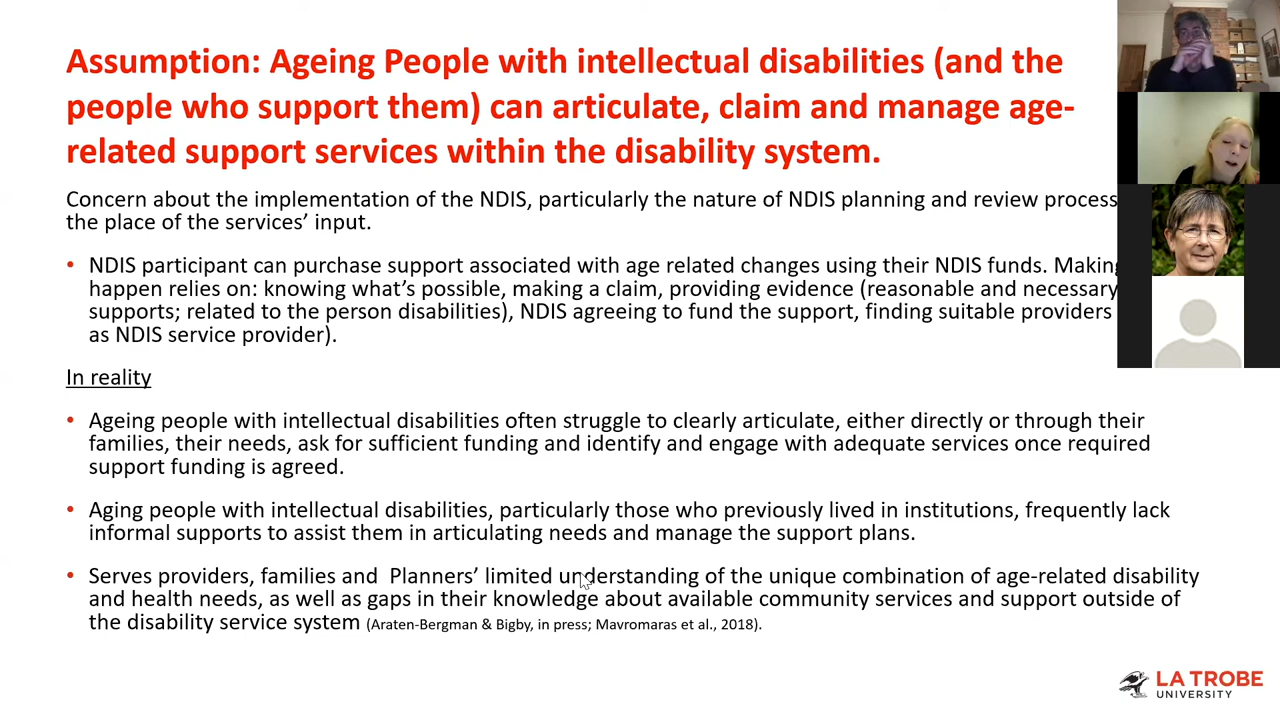 Assumption: Ageing People with intellectual disabilities (and the
people who support them) can articulate, claim and manage age-
related support services within the disability system.
Concern about the implementation of the NDIS, particularly the nature of NDIS planning and review process
the place of the services’ input.
• NDIS participant can purchase support associated with age related changes using their NDIS funds. Making
happen relies on: knowing what’s possible, making a claim, providing evidence (reasonable and necessary
supports; related to the person disabilities), NDIS agreeing to fund the support, finding suitable providers
as NDIS service provider).
In reality
• Ageing people with intellectual disabilities often struggle to clearly articulate, either directly or through their
families, their needs, ask for sufficient funding and identify and engage with adequate services once required
support funding is agreed.
• Aging people with intellectual disabilities, particularly those who previously lived in institutions, frequently lack
informal supports to assist them in articulating needs and manage the support plans.
• Serves providers, families and Planners’ limited understanding of the unique combination of age-related disability
and health needs, as well as gaps in their knowledge about available community services and support outside of
the disability service system (Araten-Bergman & Bigby, in press; Mavromaras et al., 2018).
LA TROBE
UNIVERSITY